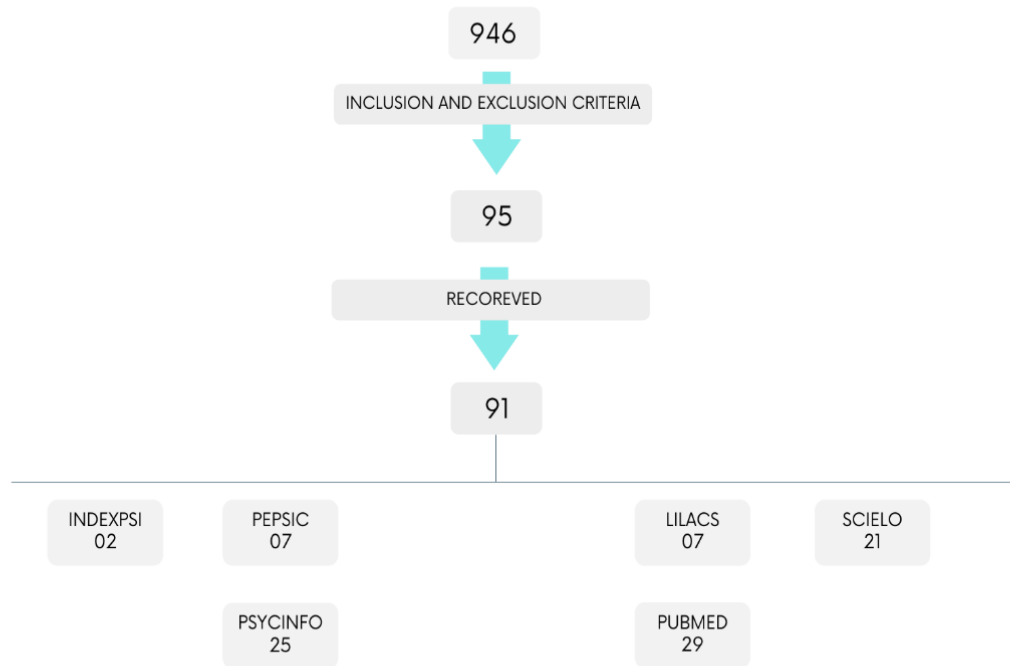 946
INCLUSION AND EXCLUSION CRITERIA
95
RECOREVED
91
INDEXPSI
02
PEPSIC
07
LILACS
07
SCIELO
21
PSYCINFO
25
PUBMED
29